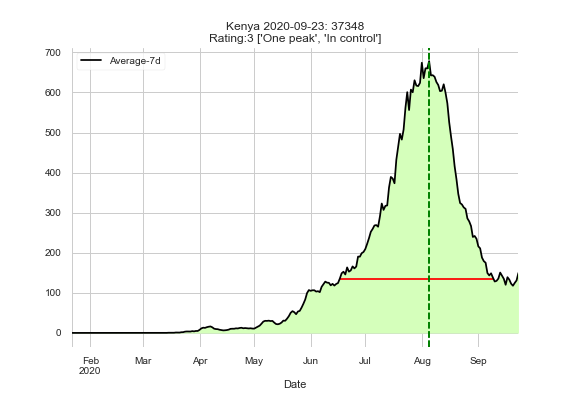 Kenya 2020-09-23: 37348
Rating:3 ['One peak', 'In control']
Average-7d
700
600
500
400
300
200
100
0
Feb Mar Apr May Jun Jul Aug Sep
2020
Date